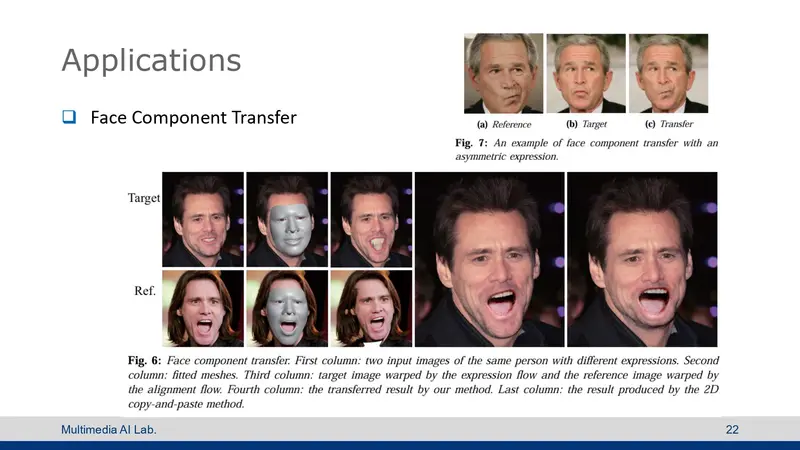 Applications
❑ Face Component Transfer
(a) Reference (b) Target (c) Transfer
Fig. 7: An example of face component transfer with an
asymmetric expression.
Target
Ref.
Fig. 6: Face component transfer. First column: two input images of the same person with different expressions. Second
column: fitted meshes. Third column: target image warped by the expression flow and the reference image warped by
the alignment flow. Fourth column: the transferred result by our method. Last column: the result produced by the 2D
copy-and-paste method.
Multimedia AI Lab.
22